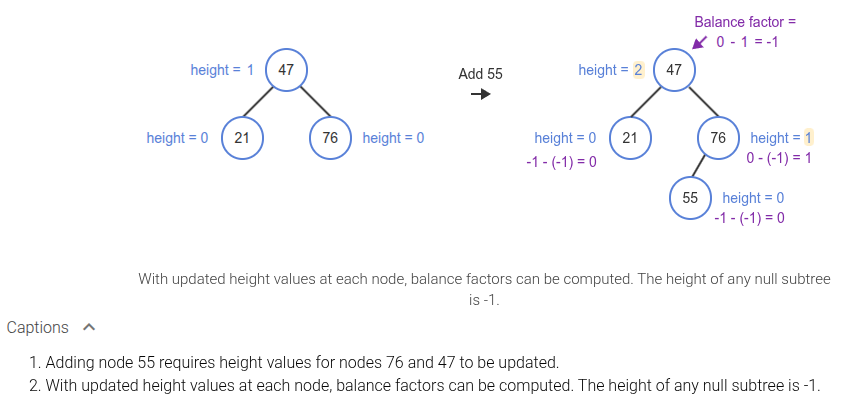 Balance factor =
0 - 1 = -1
height = 1
47
Add 55
height = 2
47
height = 0
21
76
height = 0
height = 0
21
76
height = 1
-1 - (-1) = 0
0 - (-1) = 1
55
height = 0
-1 - (-1) = 0
With updated height values at each node, balance factors can be computed. The height of any null subtree
is -1.
Captions
1. Adding node 55 requires height values for nodes 76 and 47 to be updated.
2. With updated height values at each node, balance factors can be computed. The height of any null subtree is -1.